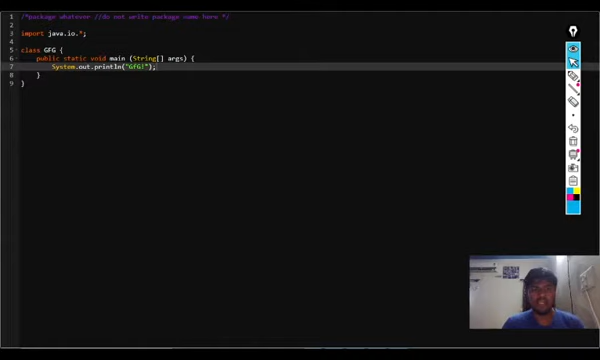 /*package whatever //do not write package name here */
import java.io.*;
class GFG {
public static void main (String[] args) {
System.out.println("GfG!");
}
}